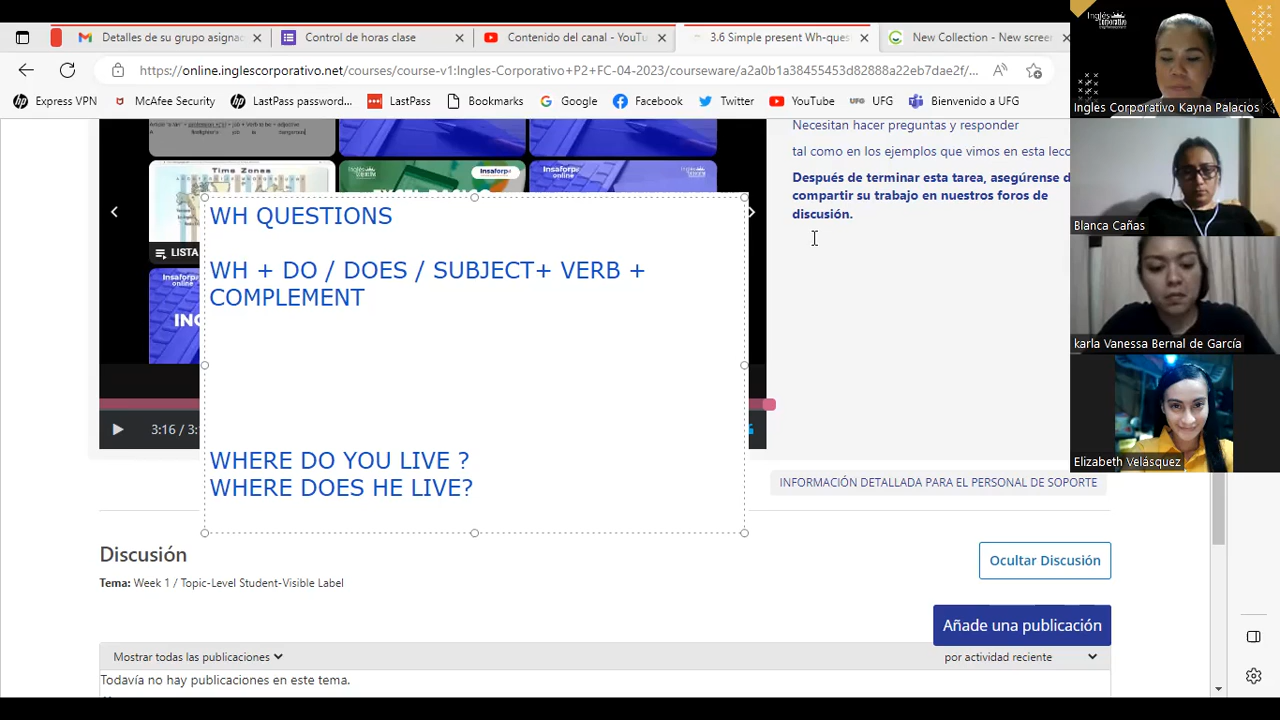 Detalles de su grupo asignad
Control de horas clase
Contenido del canal - YouTu
3.6 Simple present Wh-ques
New Collection - New screen
https://online.inglescorporativo.net/courses/course-v1:Ingles-Corporativo+P2+FC-04-2023/courseware/a2a0b1a38455453d82888a22eb7dae2f/...
Express VPN
McAfee Security
LastPass password...
LastPass
Bookmarks
Google
Facebook
Twitter
YouTube
UFG
Bienvenido a UFG
Time Zones
Insaforp
LISTA
Necesitan hacer preguntas y responder
tal como en los ejemplos que vimos en esta lecc
Después de terminar esta tarea, asegúrense d
compartir su trabajo en nuestros foros de
discusión.
WH QUESTIONS
WH + DO / DOES / SUBJECT+ VERB +
COMPLEMENT
WHERE DO YOU LIVE ?
WHERE DOES HE LIVE?
3:16 / 3:
INFORMACIÓN DETALLADA PARA EL PERSONAL DE SOPORTE
Discusión
Tema: Week 1 / Topic-Level Student-Visible Label
Ocultar Discusión
Añade una publicación
Mostrar todas las publicaciones
por actividad reciente
Todavía no hay publicaciones en este tema.
Inglés
Corporativo
Ingles Corporativo Kayna Palacios
Blanca Cañas
karla Vanessa Bernal de García
Elizabeth Velásquez